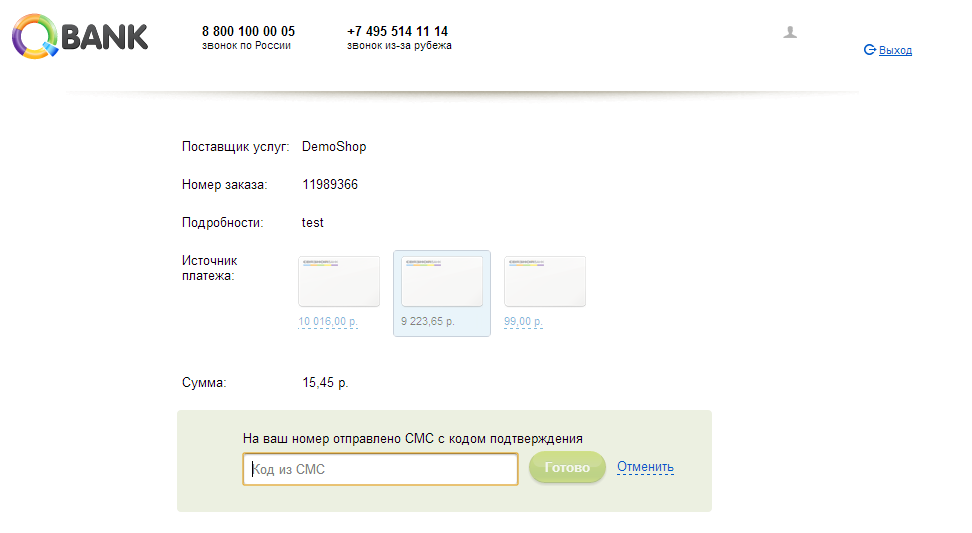 QBANK
8 800 100 00 05
звонок по России
+7 495 514 11 14
звонок из-за рубежа
Выход
Поставщик услуг: DemoShop
Номер заказа: 11989366
Подробности: test
Источник
платежа:
10 016,00 р.
9 223,65 р.
99,00 р.
Сумма: 15,45 р.
На ваш номер отправлено СМС с кодом подтверждения
Код из СМС
Готово
Отменить